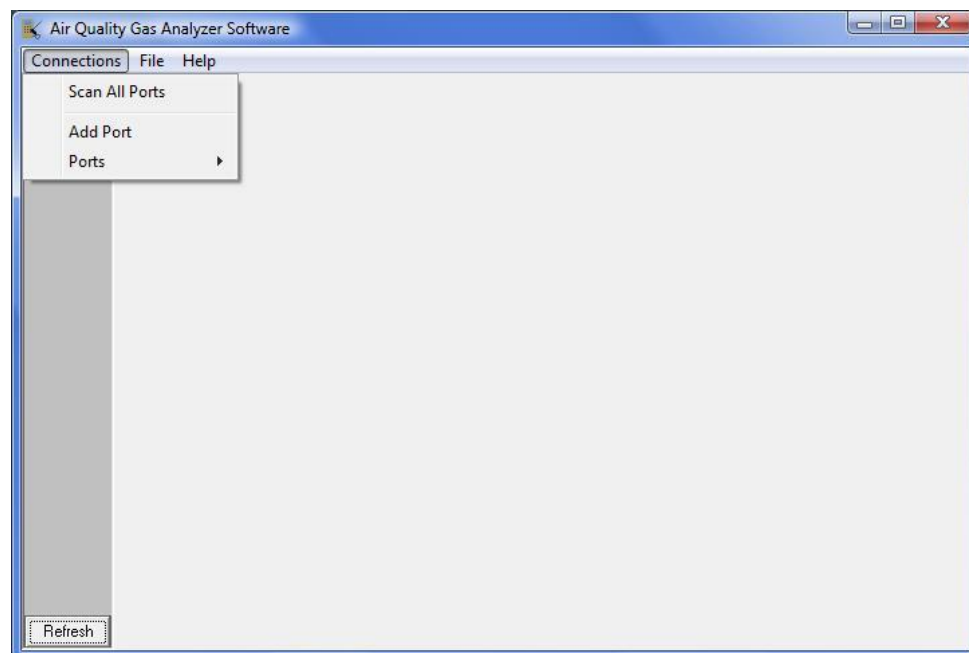 Air Quality Gas Analyzer Software
Connections File Help
Scan All Ports
Add Port
Ports
Refresh